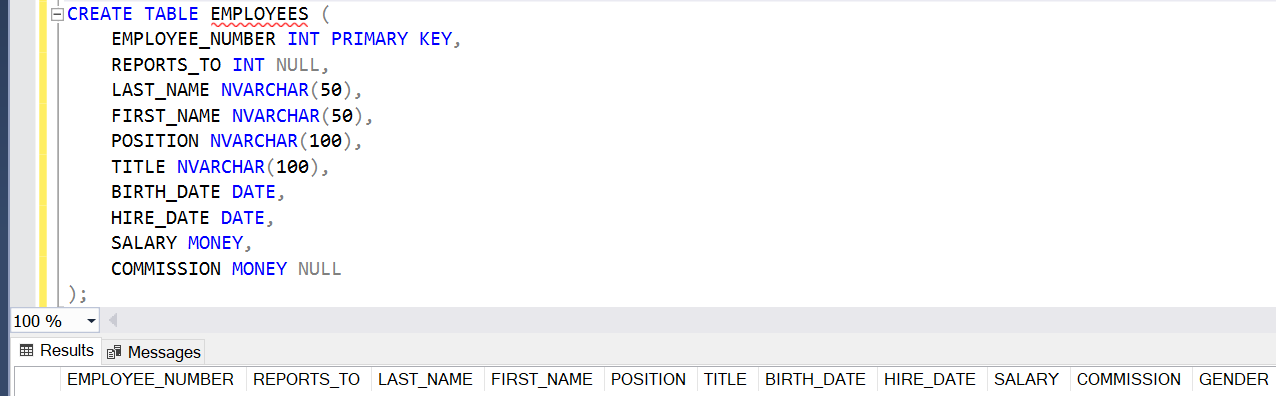 CREATE TABLE EMPLOYEES (
EMPLOYEE_NUMBER INT PRIMARY KEY,
REPORTS_TO INT NULL,
LAST_NAME NVARCHAR(50),
FIRST_NAME NVARCHAR(50),
POSITION NVARCHAR(100),
TITLE NVARCHAR(100),
BIRTH_DATE DATE,
HIRE_DATE DATE,
SALARY MONEY,
COMMISSION MONEY NULL
);
100 %
Results Messages
EMPLOYEE_NUMBER REPORTS_TO LAST_NAME FIRST_NAME POSITION TITLE BIRTH_DATE HIRE_DATE SALARY COMMISSION GENDER